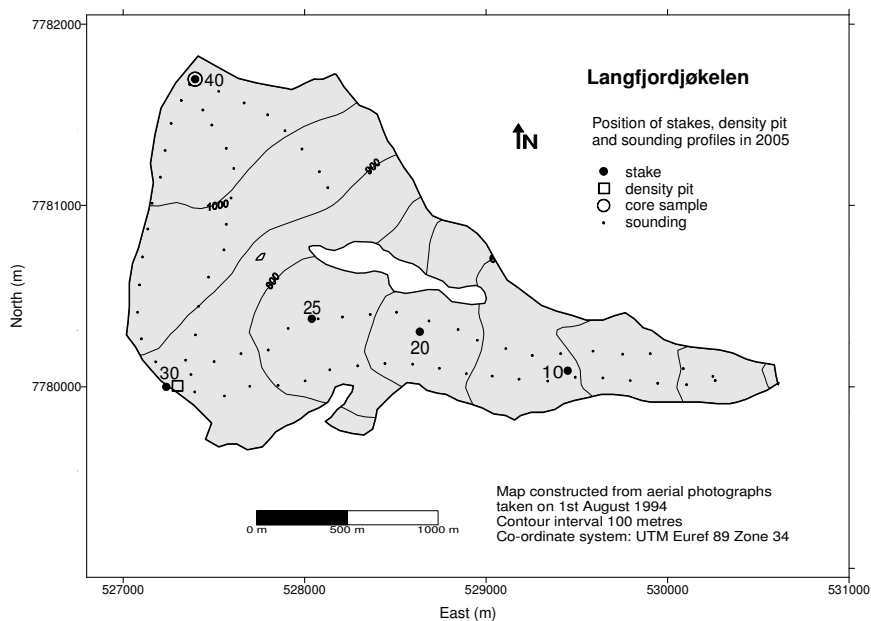 7782000
7781000
7780000
North (m)
527000
528000
529000
530000
531000
East (m)
Langfjordjøkelen
N
Position of stakes, density pit
and sounding profiles in 2005
stake
density pit
core sample
sounding
40
900
1000
800
25
20
30
10
0 m
500 m
1000 m
Map constructed from aerial photographs
taken on 1st August 1994
Contour interval 100 metres
Co-ordinate system: UTM Euref 89 Zone 34